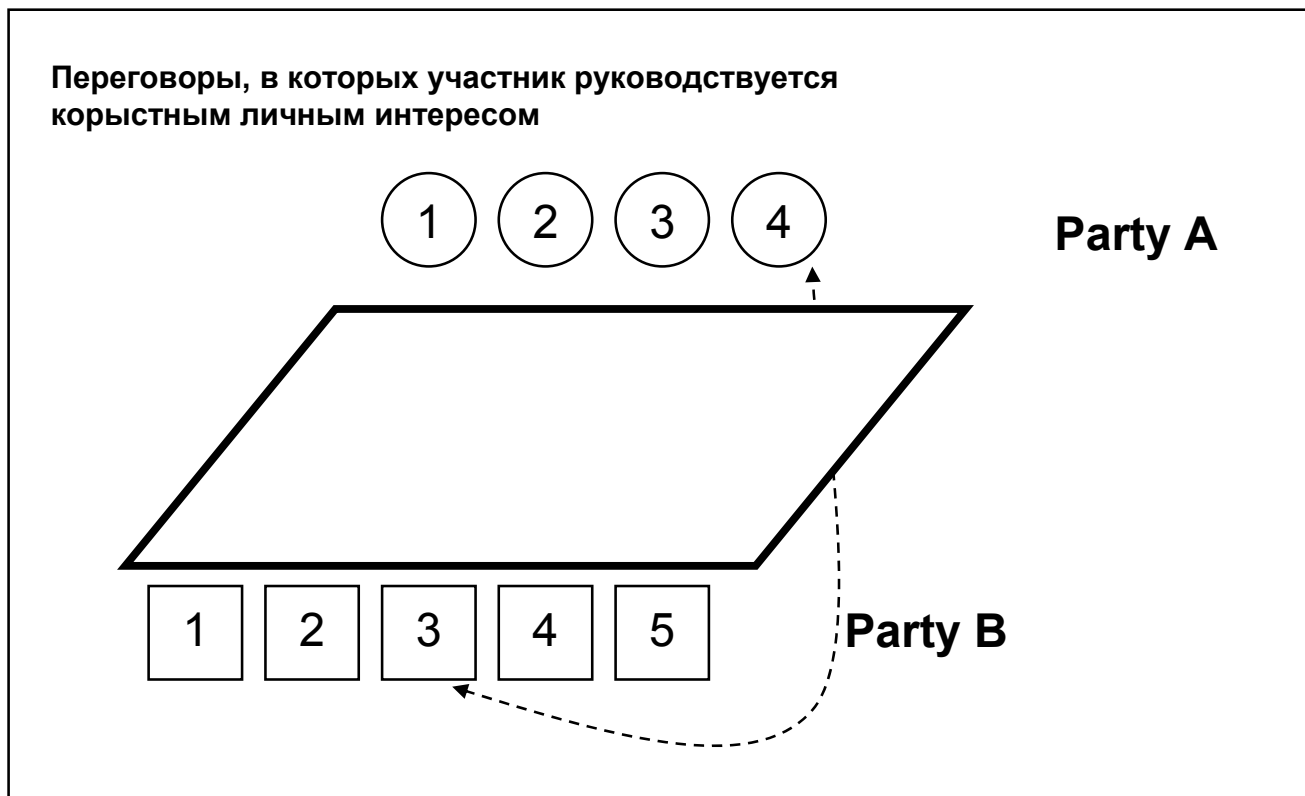 Переговоры, в которых участник руководствуется
корыстным личным интересом
1 2 3 4
Party A
1 2 3 4 5
Party B